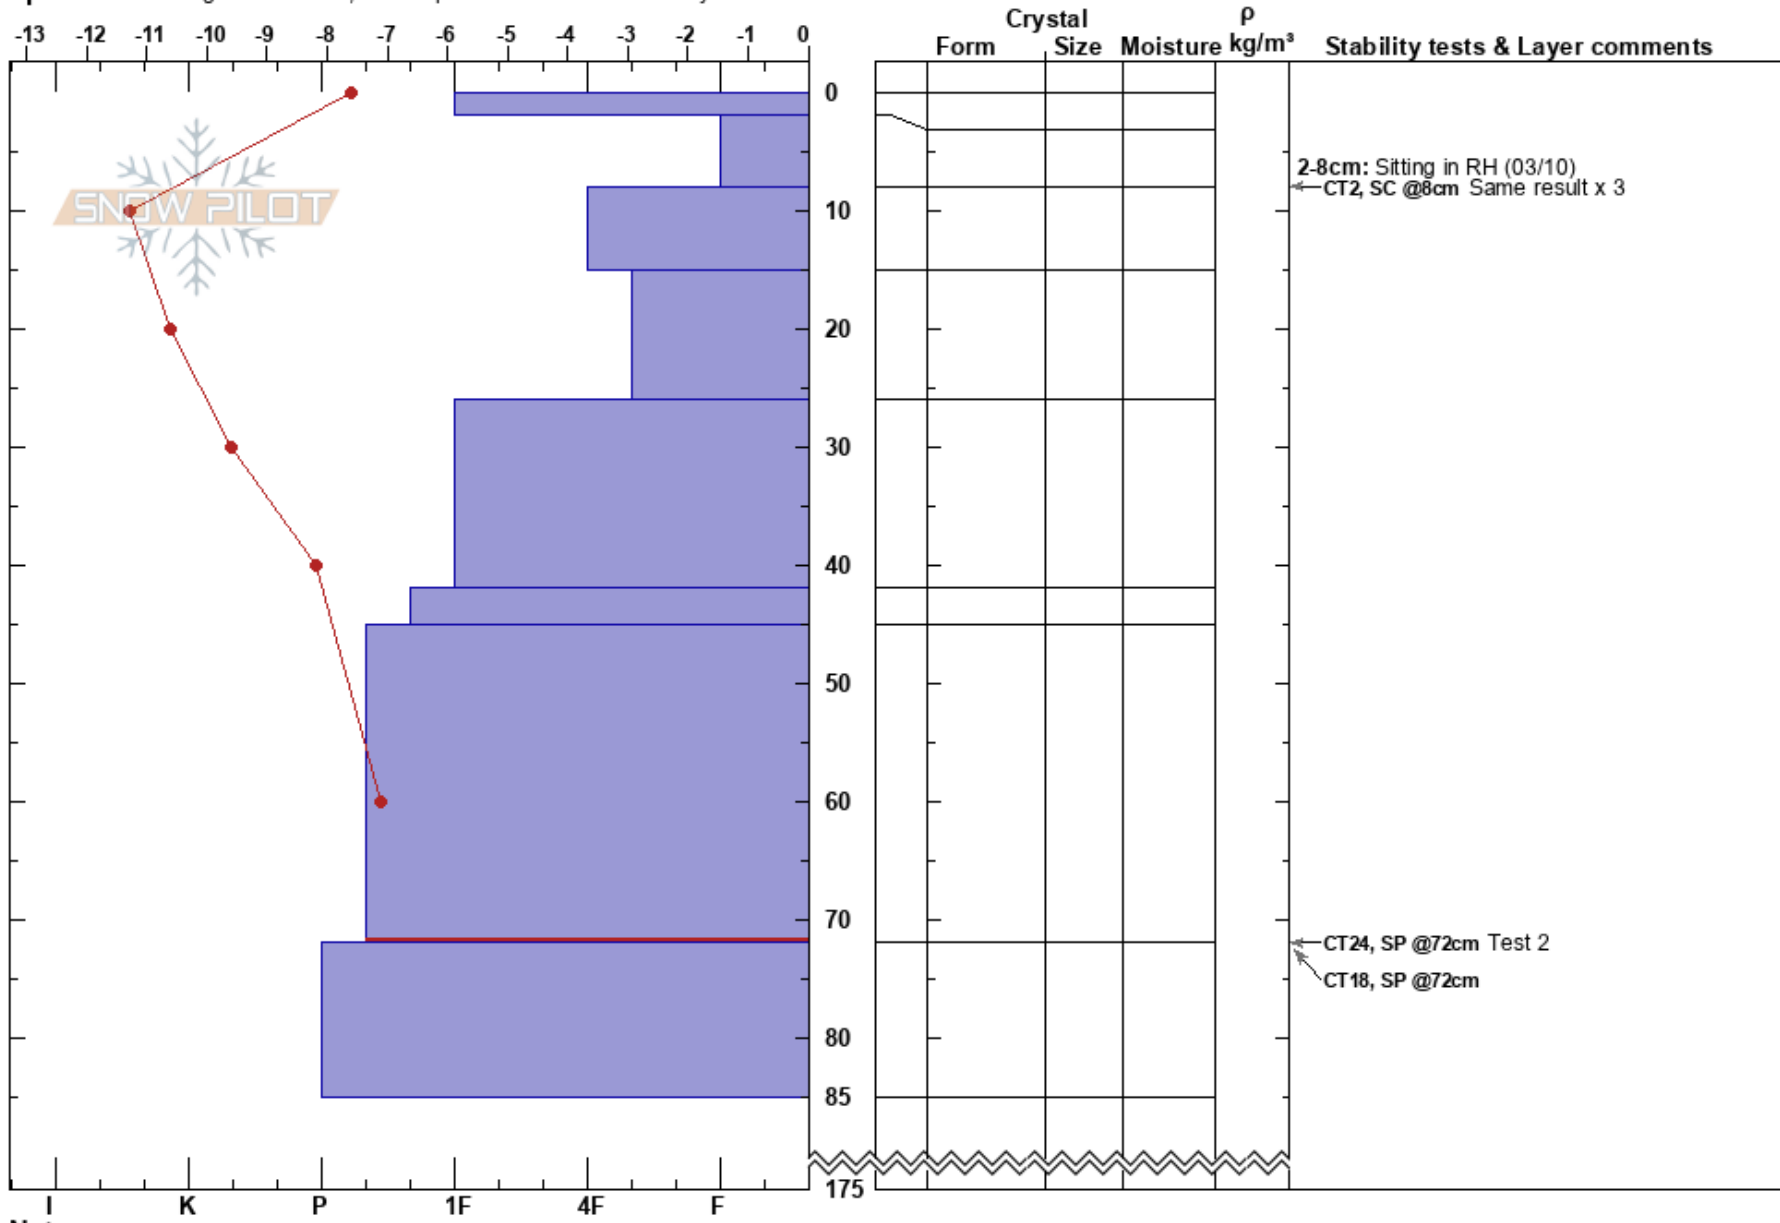 Crystal
ρ
Form Size Moisture kg/m³ Stability tests & Layer comments
-13 -12 -11 -10 -9 -8 -7 -6 -5 -4 -3 -2 -1 0
0
2-8cm: Sitting in RH (03/10)
CT2, SC @8cm Same result x 3
SNOW PILOT
10
20
30
40
50
60
70
CT24, SP @72cm Test 2
CT18, SP @72cm
80
85
175
I K P 1F 4F F